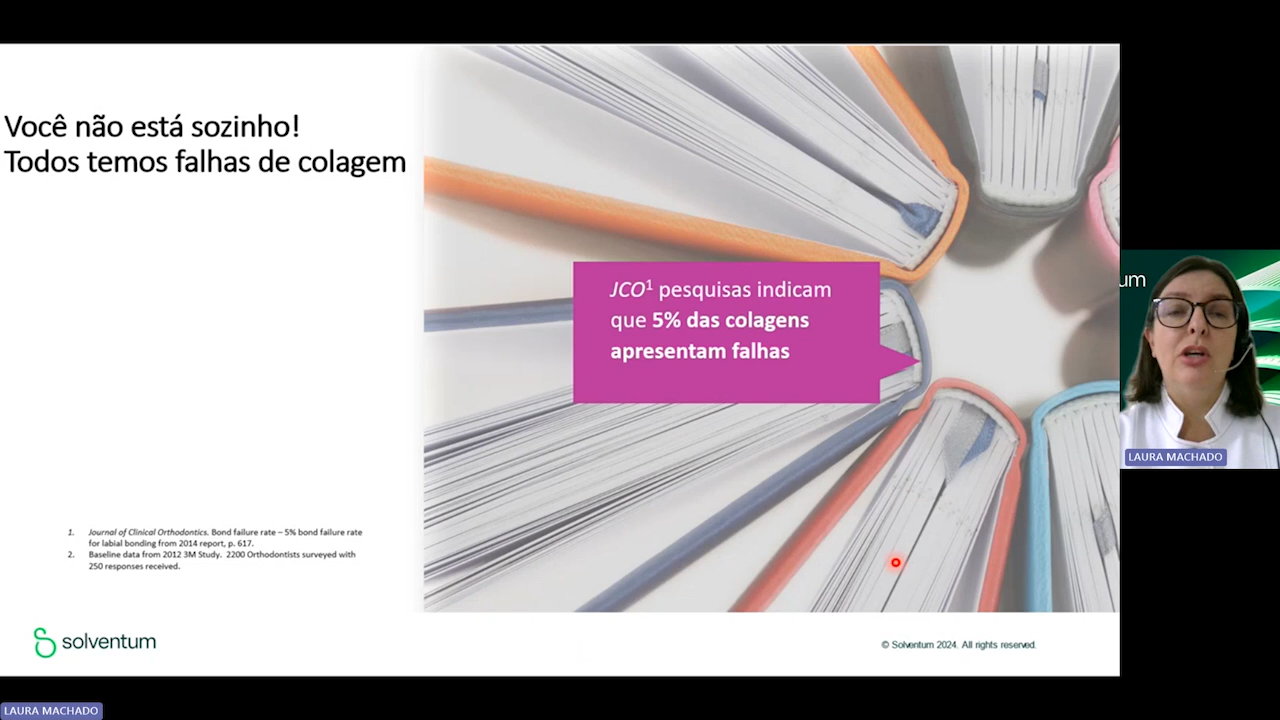 Você não está sozinho!
Todos temos falhas de colagem
JCO¹ pesquisas indicam
que 5% das colagens
apresentam falhas
1. Journal of Clinical Orthodontics. Bond failure rate – 5% bond failure rate
for labial bonding from 2014 report, p. 617.
2. Baseline data from 2012 3M Study. 2200 Orthodontists surveyed with
250 responses received.
solventum
© Solventum 2024. All rights reserved.
um
LAURA MACHADO
LAURA MACHADO